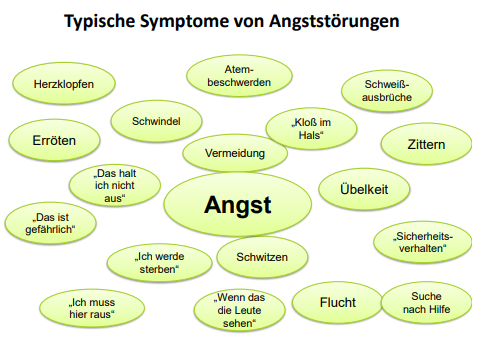 Typische Symptome von Angststörungen
Herzklopfen
Atem-
beschwerden
Schweiß-
ausbrüche
Schwindel
„Kloß im
Hals“
Erröten
Vermeidung
Zittern
„Das halt
ich nicht
aus“
Angst
Übelkeit
„Das ist
gefährlich“
„Sicherheits-
verhalten“
„Ich werde
sterben“
Schwitzen
„Ich muss
hier raus“
„Wenn das
die Leute
sehen“
Flucht
Suche
nach Hilfe